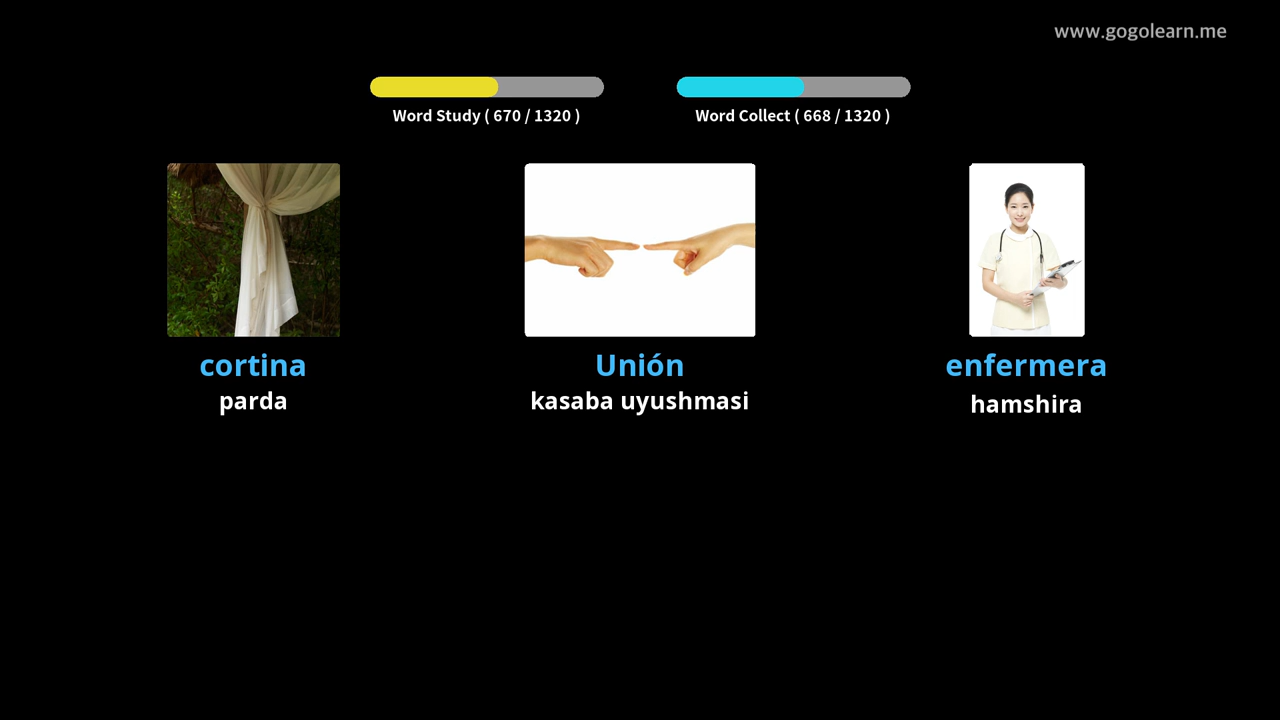 www.gogolearn.me
Word Study ( 670 / 1320 )
Word Collect ( 668 / 1320 )
cortina
parda
Unión
kasaba uyushmasi
enfermera
hamshira